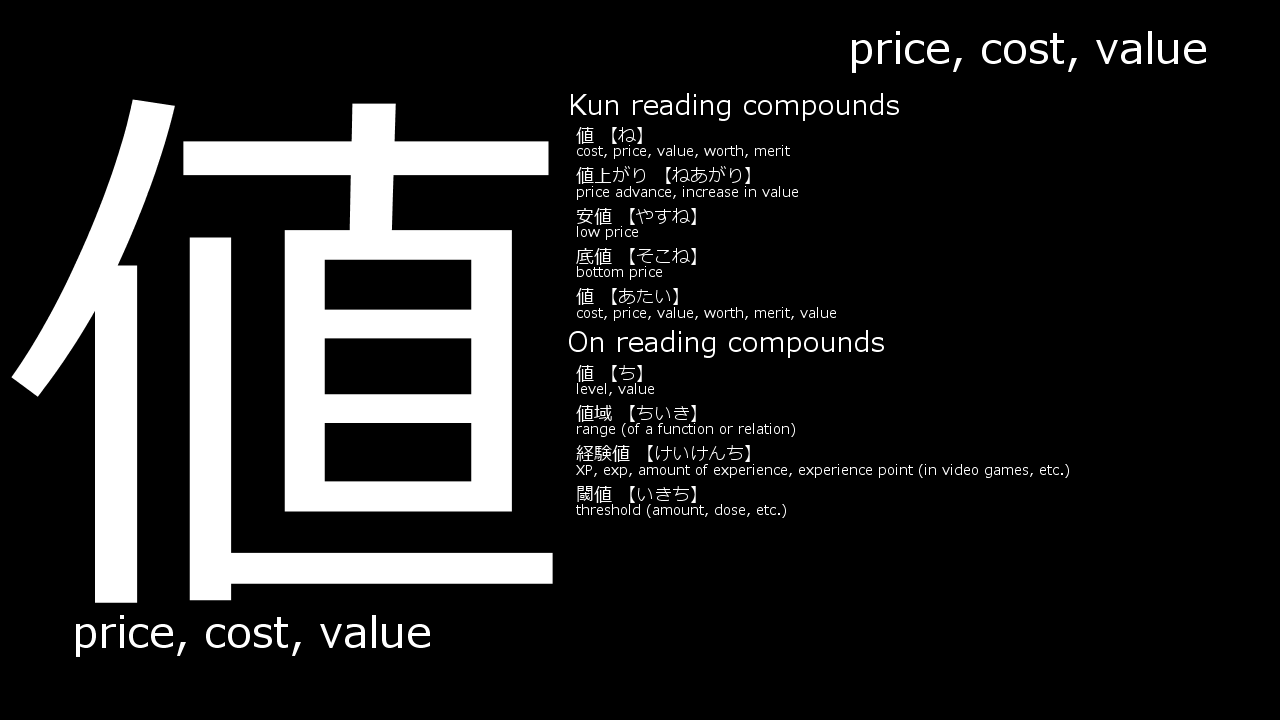 price, cost, value
値
price, cost, value
Kun reading compounds
値 【ね】
cost, price, value, worth, merit
値上がり 【ねあがり】
price advance, increase in value
安値 【やすね】
low price
底値 【そこね】
bottom price
値 【あたい】
cost, price, value, worth, merit, value
On reading compounds
値 【ち】
level, value
値域 【ちいき】
range (of a function or relation)
経験値 【けいけんち】
XP, exp, amount of experience, experience point (in video games, etc.)
閾値 【いきち】
threshold (amount, dose, etc.)